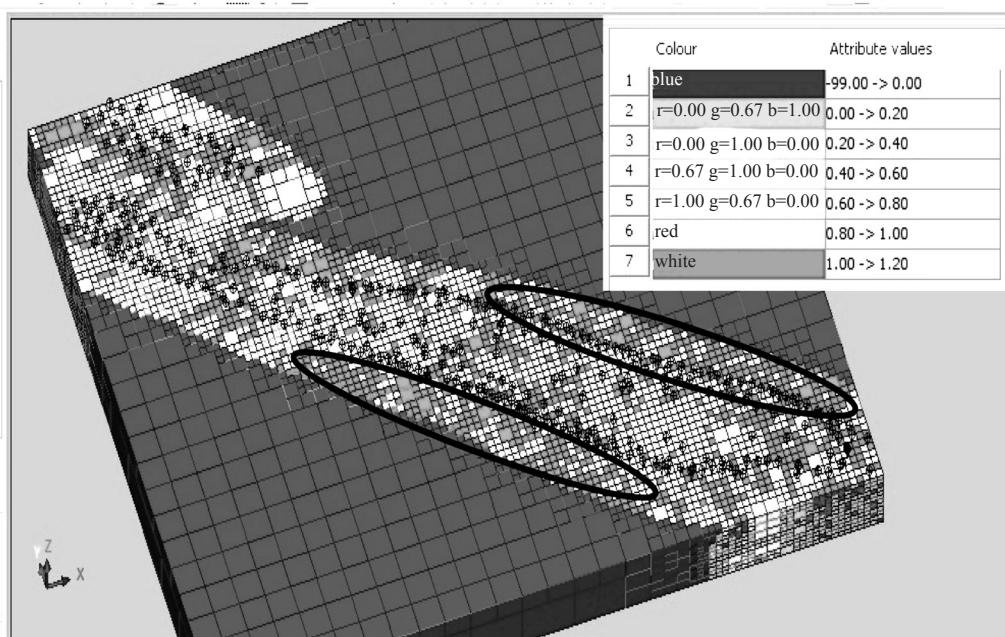 Colour Attribute values
1 blue -99.00 -> 0.00
2 r=0.00 g=0.67 b=1.00 0.00 -> 0.20
3 r=0.00 g=1.00 b=0.00 0.20 -> 0.40
4 r=0.67 g=1.00 b=0.00 0.40 -> 0.60
5 r=1.00 g=0.67 b=0.00 0.60 -> 0.80
6 red 0.80 -> 1.00
7 white 1.00 -> 1.20
Y Z
X